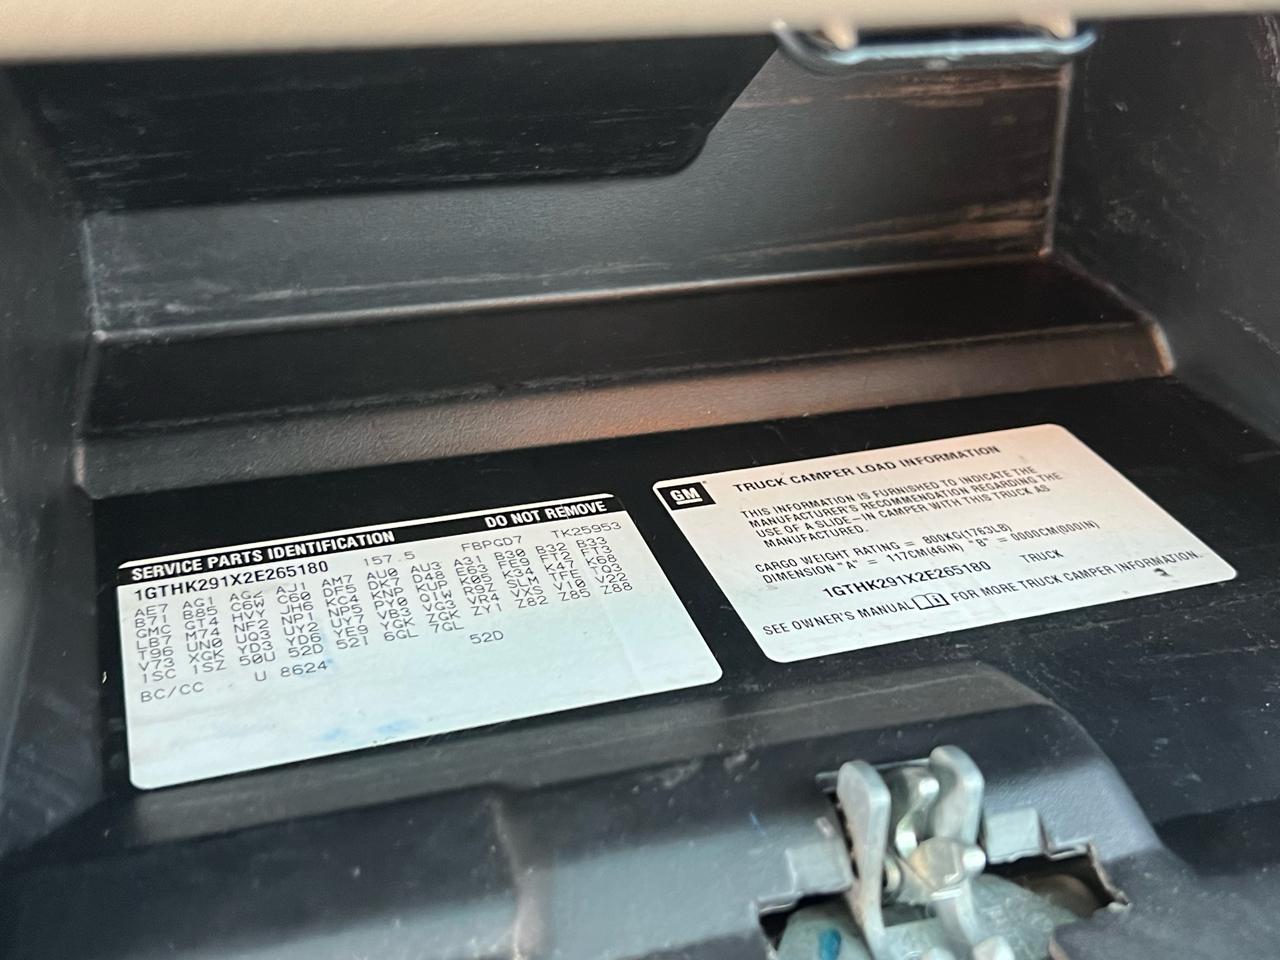 SERVICE PARTS IDENTIFICATION DO NOT REMOVE
1GTHK291X2E265180 157.5 FBPGD7 TK25953
AE7 AG1 AG2 AJ1 AM7 AU0 AU3 A31 B30 B32 B33
B71 B85 C6W C60 DF5 DK7 D48 E63 FE9 FT2 FT3
GMC GT4 HVY JH6 KC4 KNP KUP K05 K34 K47 K68
LB7 M74 NF2 NP1 NP5 PY0 Q1W R9Z SLM TFE TQ3
T96 UN0 UQ3 UY2 UY7 VB3 VG3 VR4 VXS V10 V22
V73 XGK YD3 YD6 YE9 YGK ZGK ZY1 Z82 Z85 Z88
1SC 1SZ 50U 52D 52I 6GL 7GL
52D
BC/CC U 8624
GM
TRUCK CAMPER LOAD INFORMATION
THIS INFORMATION IS FURNISHED TO INDICATE THE
MANUFACTURER'S RECOMMENDATION REGARDING THE
USE OF A SLIDE-IN CAMPER WITH THIS TRUCK AS
MANUFACTURED.
CARGO WEIGHT RATING = 800KG(1763LB)
DIMENSION "A" = 117CM(46IN) "B" = 0000CM(000IN)
1GTHK291X2E265180 TRUCK
SEE OWNER'S MANUAL FOR MORE TRUCK CAMPER INFORMATION.